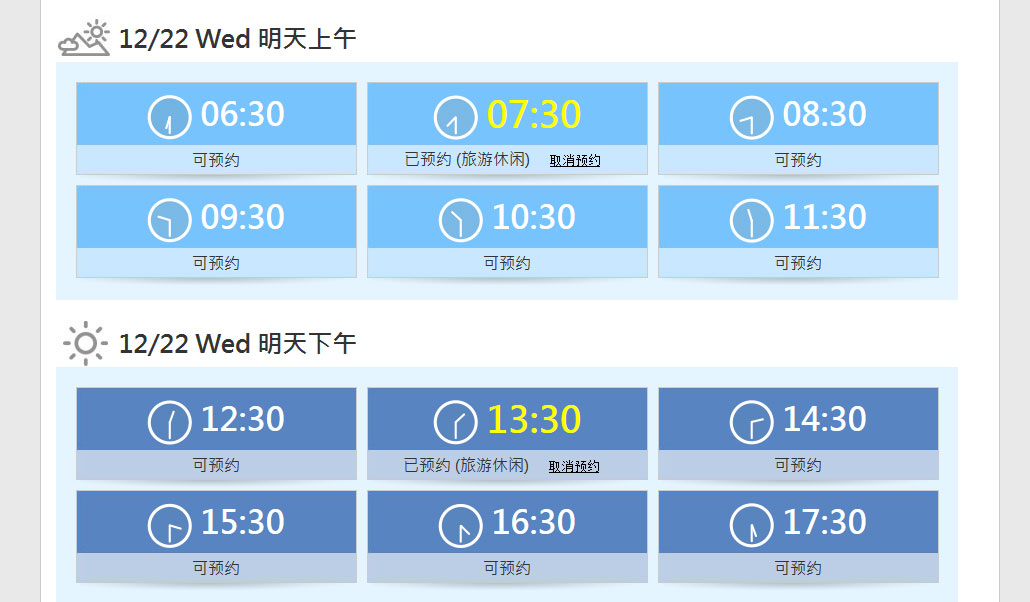 12/22 Wed 明天上午
06:30
可预约
07:30
已预约 (旅游休闲) 取消预约
08:30
可预约
09:30
可预约
10:30
可预约
11:30
可预约
12/22 Wed 明天下午
12:30
可预约
13:30
已预约 (旅游休闲) 取消预约
14:30
可预约
15:30
可预约
16:30
可预约
17:30
可预约